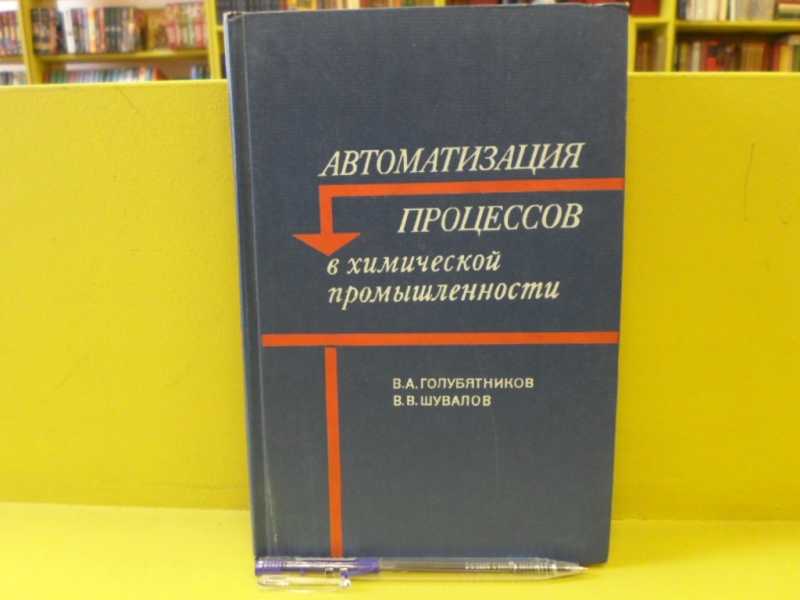 АВТОМАТИЗАЦИЯ
ПРОЦЕССОВ
в химической
промышленности
В.А.ГОЛУБЯТНИКОВ
В.В.ШУВАЛОВ